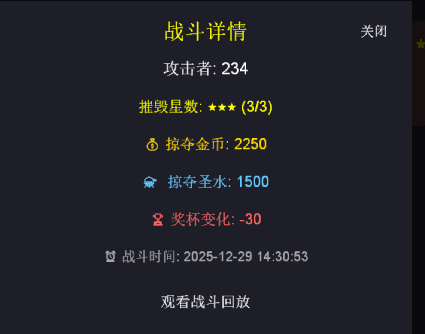 战斗详情
关闭
攻击者: 234
摧毁星数: ★★★ (3/3)
掠夺金币: 2250
掠夺圣水: 1500
奖杯变化: -30
战斗时间: 2025-12-29 14:30:53
观看战斗回放